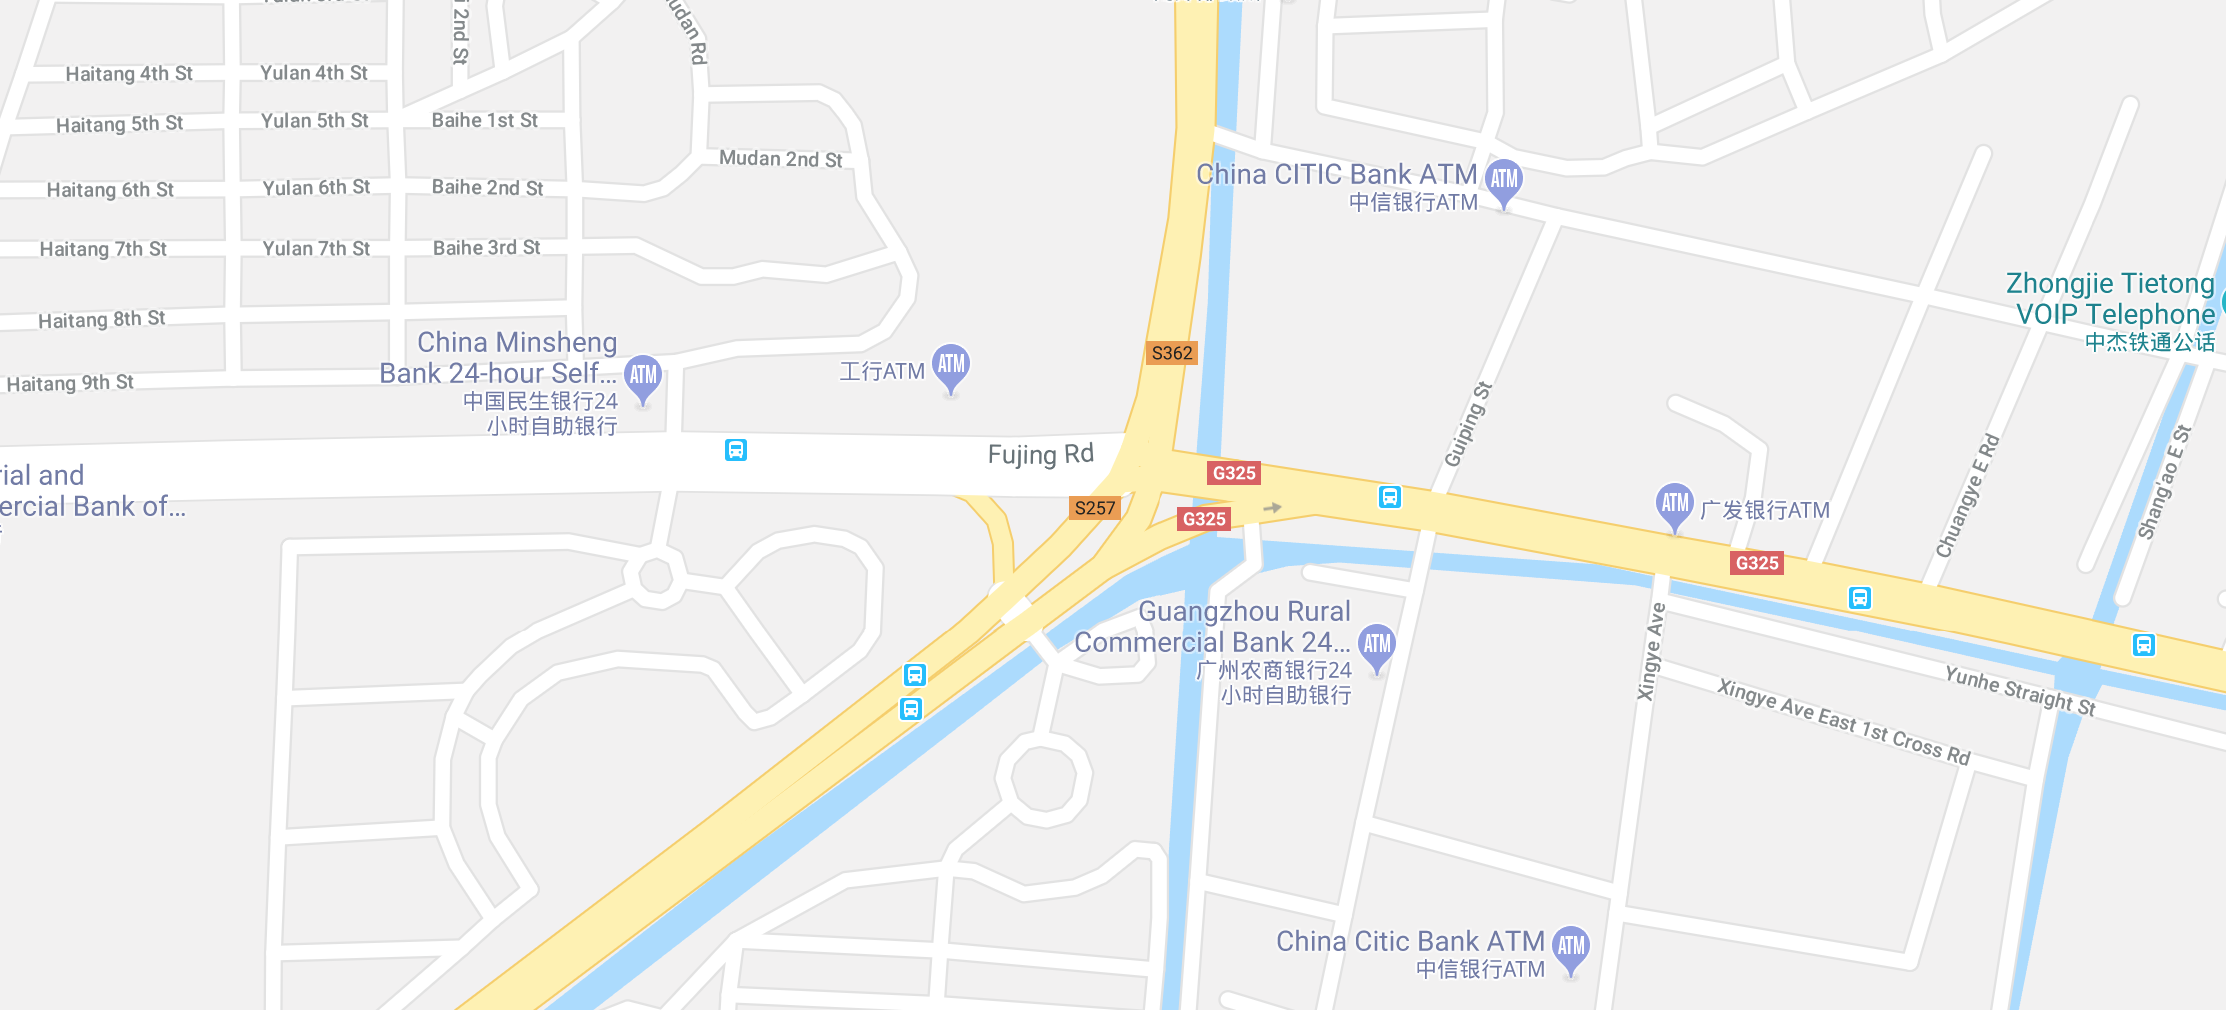 Haitang 4th St
Yulan 4th St
2nd St
Mudan Rd
Haitang 5th St
Yulan 5th St
Baihe 1st St
Mudan 2nd St
Haitang 6th St
Yulan 6th St
Baihe 2nd St
China CITIC Bank ATM
中信银行ATM
ATM
Haitang 7th St
Yulan 7th St
Baihe 3rd St
Haitang 8th St
Zhongjie Tietong
VOIP Telephone
中杰铁通公话
China Minsheng
Bank 24-hour Self...
中国民生银行24
小时自助银行
ATM
工行ATM
ATM
S362
Haitang 9th St
Guiping St
Fujing Rd
G325
rial and
ercial Bank of...
S257
G325
ATM
广发银行ATM
Chuangye E Rd
Shang'ao E St
G325
Guangzhou Rural
Commercial Bank 24...
广州农商银行24
小时自助银行
ATM
Xingye Ave
Yunhe Straight St
Xingye Ave East 1st Cross Rd
China Citic Bank ATM
中信银行ATM
ATM